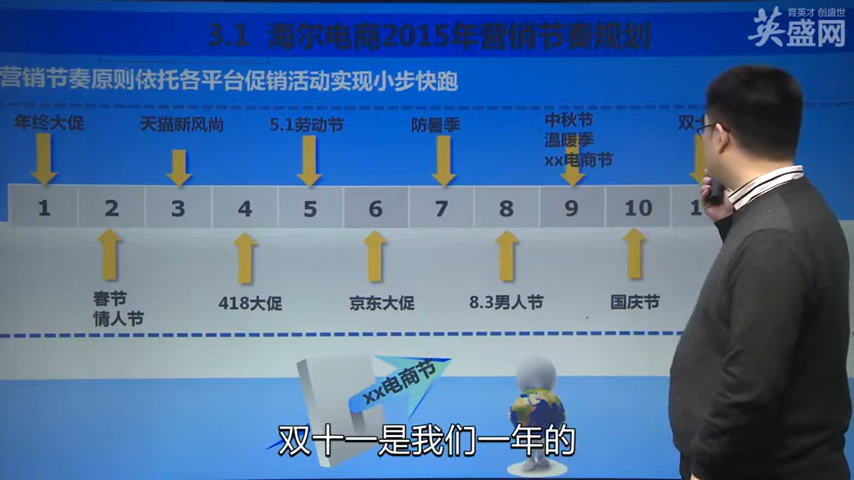 育英才 创盛世
英盛网
3.1 海尔电商2015年营销节奏规划
营销节奏原则依托各平台促销活动实现小步快跑
年终大促
天猫新风尚
5.1劳动节
防暑季
中秋节
温暖季
xx电商节
双十
1 2 3 4 5 6 7 8 9 10 1
春节
情人节
418大促
京东大促
8.3男人节
国庆节
xx电商节
双十一是我们一年的